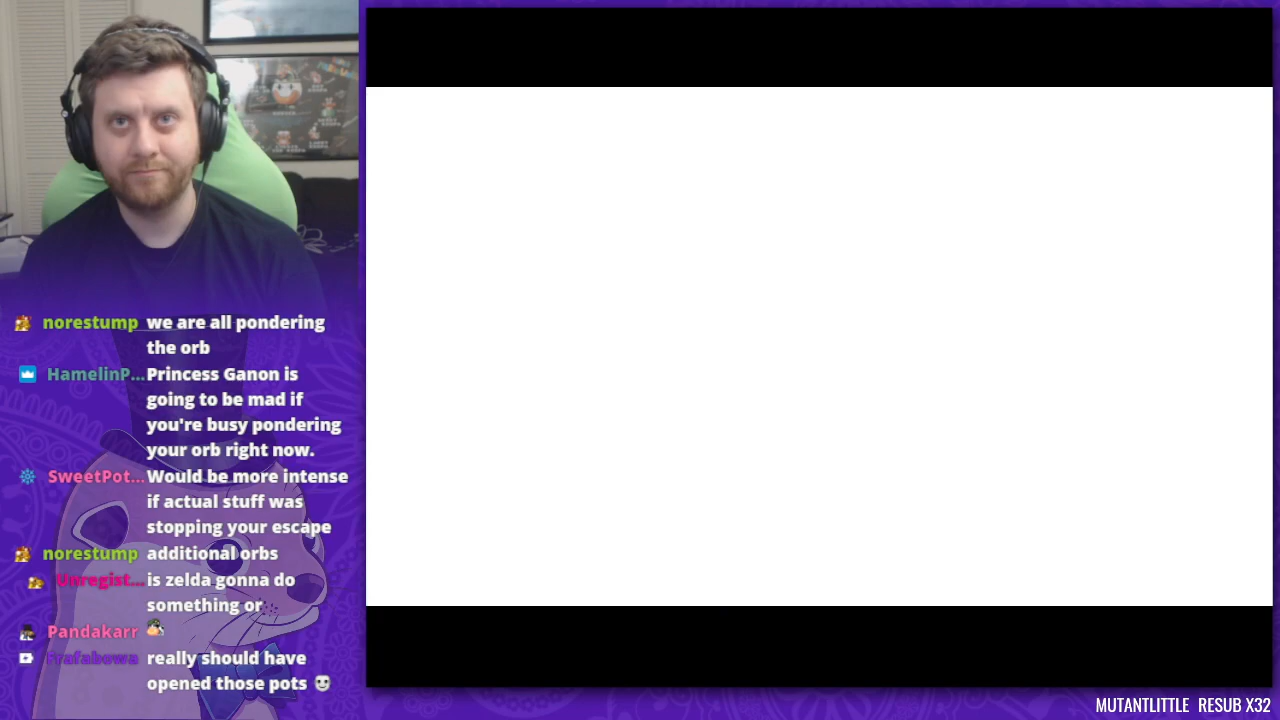 norestump we are all pondering
the orb
HamelinP... Princess Ganon is
going to be mad if
you're busy pondering
your orb right now.
SweetPot... Would be more intense
if actual stuff was
stopping your escape
norestump additional orbs
Unregist... is zelda gonna do
something or
Pandakarr
Frafabowa really should have
opened those pots
MUTANTLITTLE RESUB X32